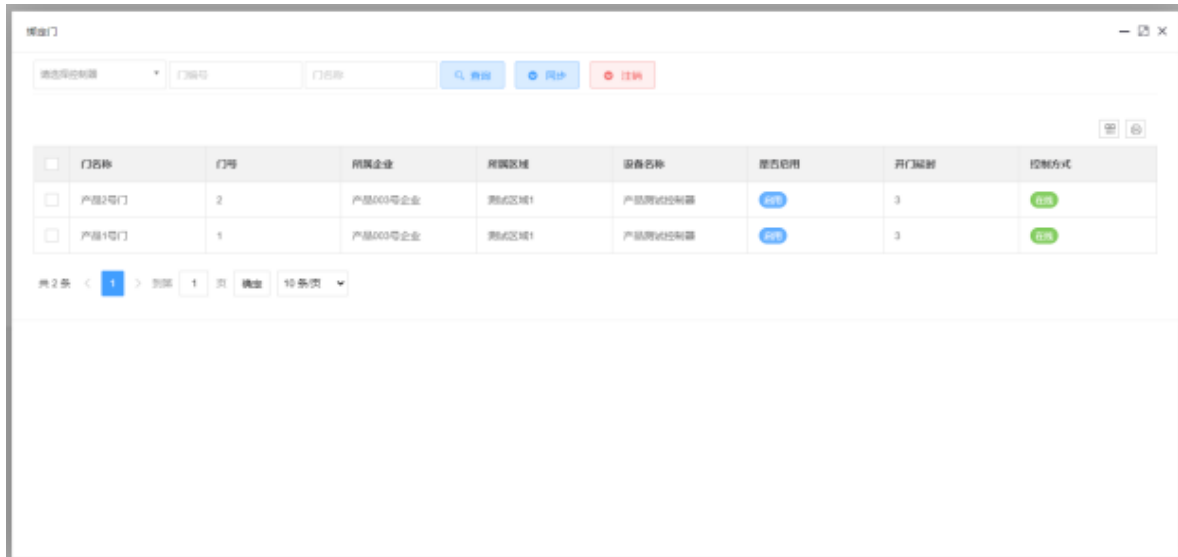 绑定门
请选择控制器 门编号 门名称 查询 同步 注销
门名称 门号 所属企业 所属区域 设备名称 是否启用 开门延时 控制方式
产品2号门 2 产品003号企业 测试区域1 产品测试控制器 启用 3 在线
产品1号门 1 产品003号企业 测试区域1 产品测试控制器 启用 3 在线
共 2 条 1 到第 1 页 确定 10 条/页